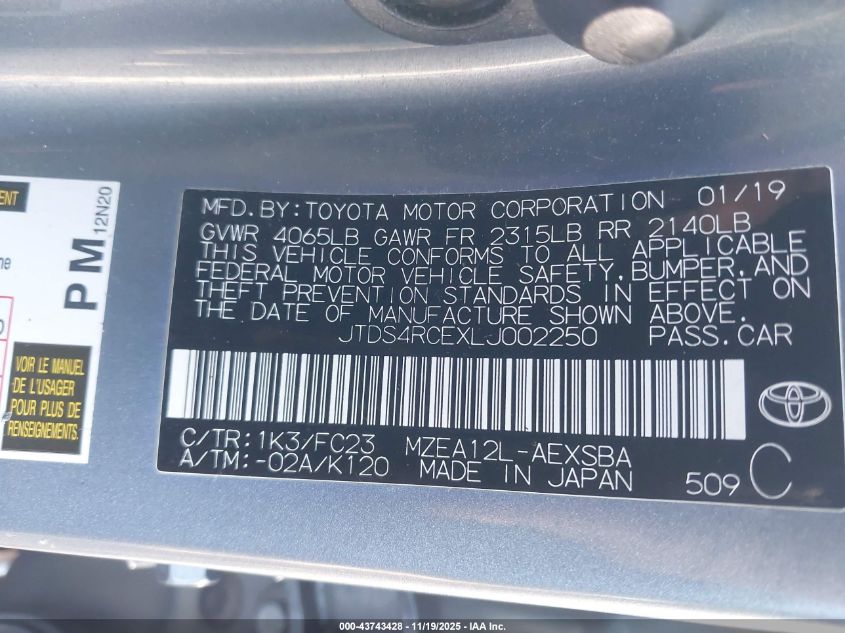 ENT
PM
12N20
ne
VOIR LE MANUEL
DE L'USAGER
POUR PLUS DE
RENSEIGNEMENTS.
MFD. BY: TOYOTA MOTOR CORPORATION 01/19
GVWR 4065LB GAWR FR 2315LB RR 2140LB
THIS VEHICLE CONFORMS TO ALL APPLICABLE
FEDERAL MOTOR VEHICLE SAFETY, BUMPER, AND
THEFT PREVENTION STANDARDS IN EFFECT ON
THE DATE OF MANUFACTURE SHOWN ABOVE.
JTDS4RCEXLJ002250 PASS. CAR
C/TR: 1K3/FC23 MZEA12L-AEXSBA
A/TM: -02A/K120 MADE IN JAPAN 509 C
000-43743428 - 11/19/2025 - IAA Inc.